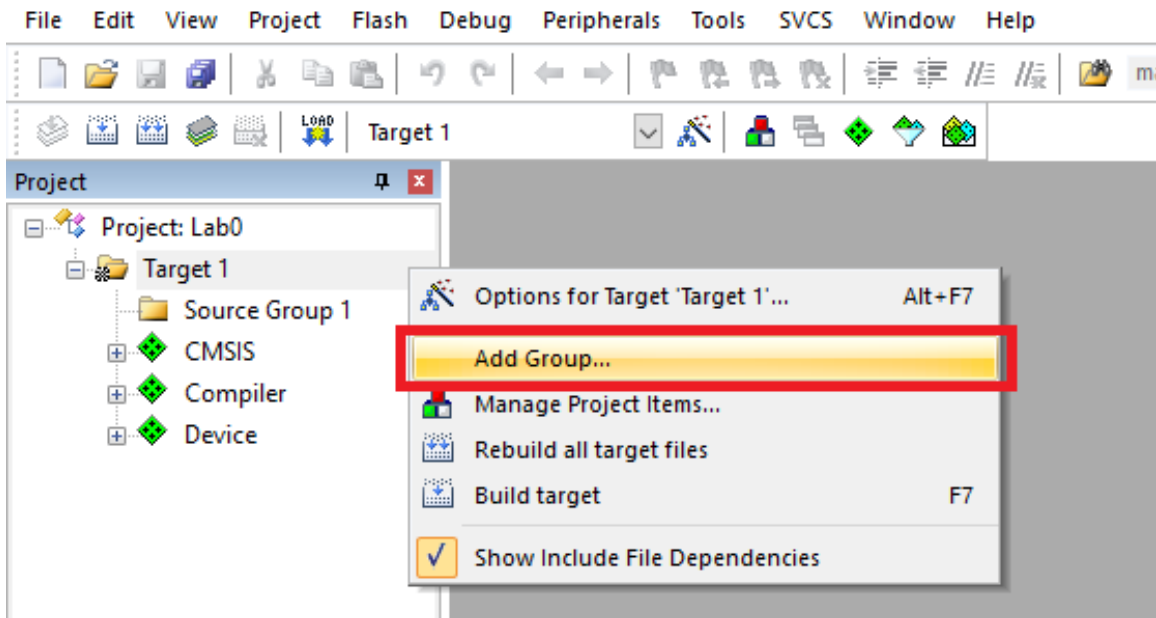 File Edit View Project Flash Debug Peripherals Tools SVCS Window Help
LOAD Target 1
Project
Project: Lab0
Target 1
Source Group 1
CMSIS
Compiler
Device
Options for Target 'Target 1'... Alt+F7
Add Group...
Manage Project Items...
Rebuild all target files
Build target F7
Show Include File Dependencies